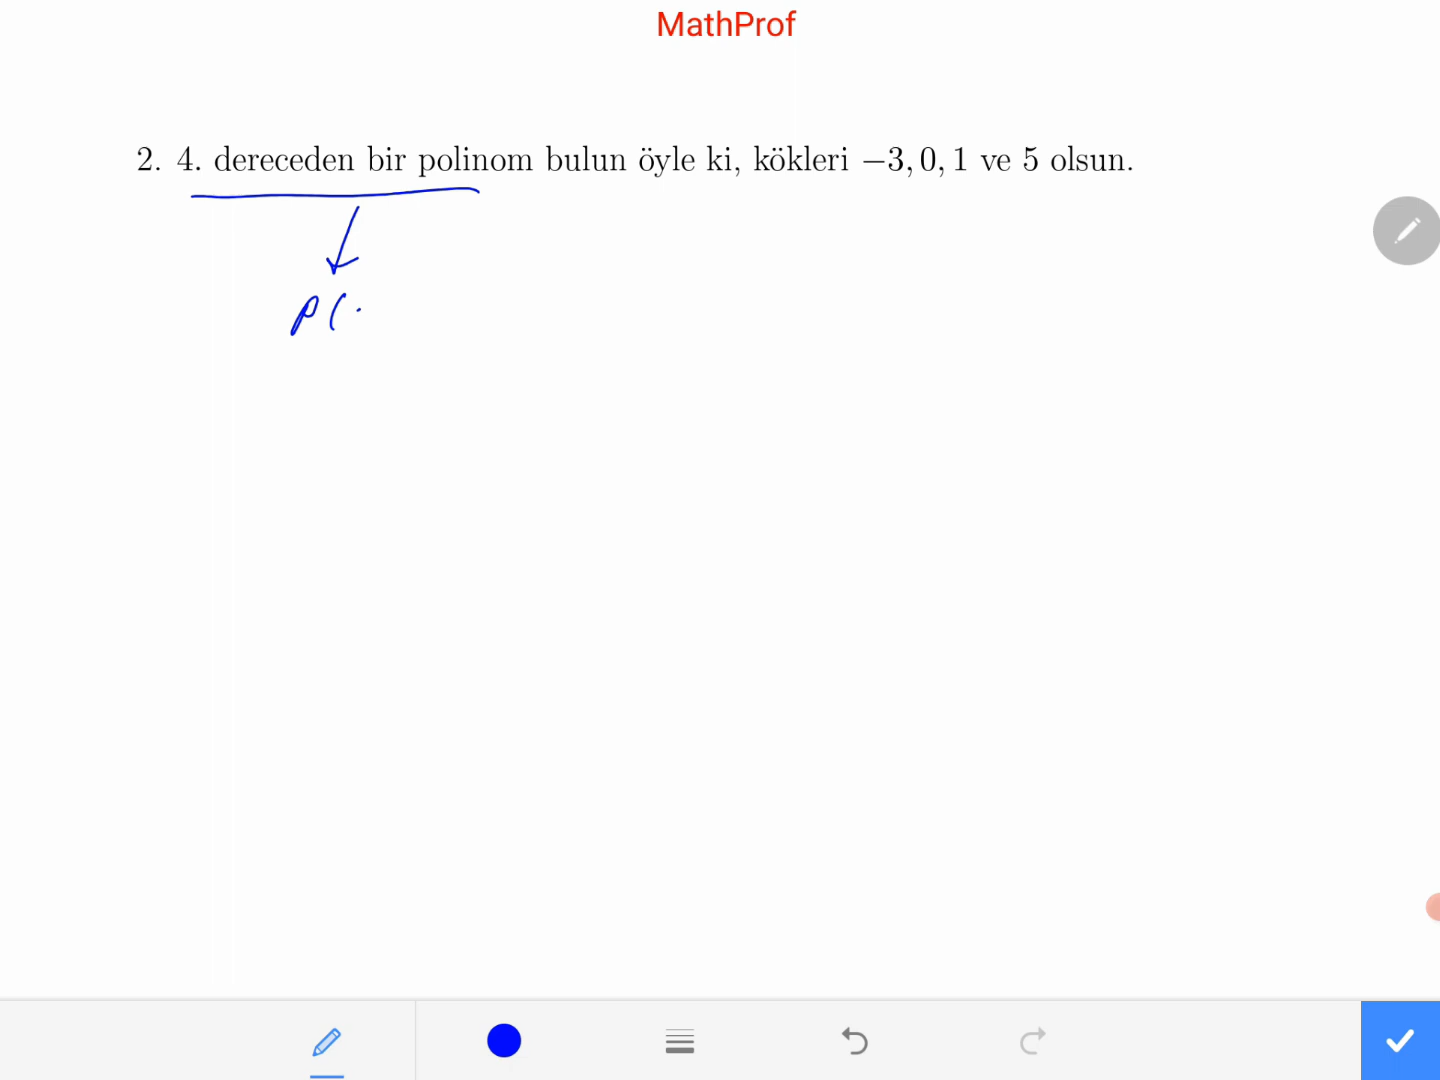 MathProf
2. 4. dereceden bir polinom bulun öyle ki, kökleri −3, 0, 1 ve 5 olsun.
P(